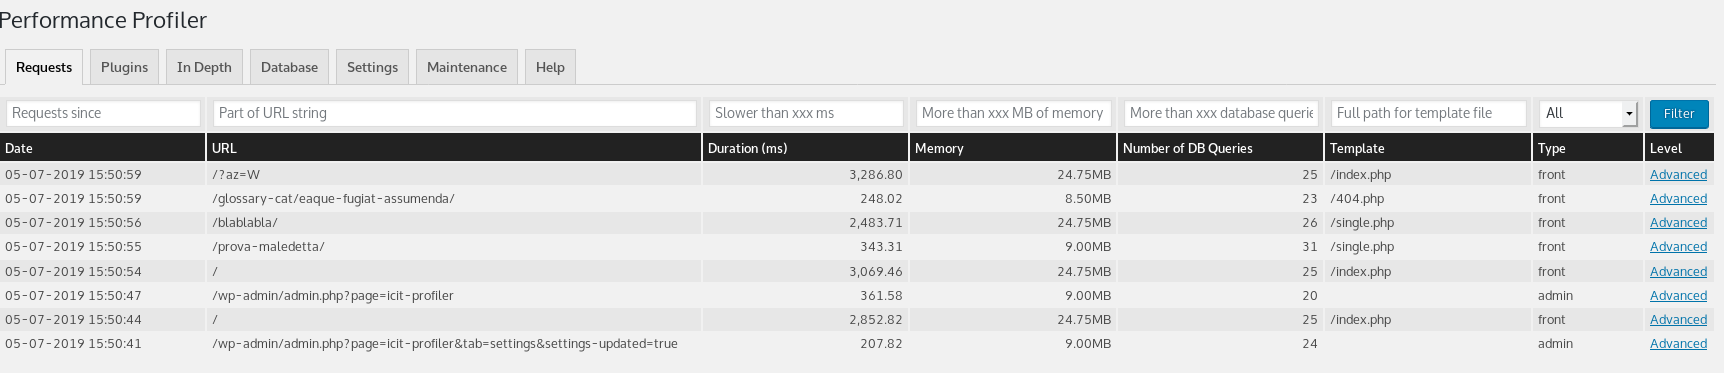 Performance Profiler
Requests Plugins In Depth Database Settings Maintenance Help
Requests since Part of URL string Slower than xxx ms More than xxx MB of memory More than xxx database querie Full path for template file All Filter
Date URL Duration (ms) Memory Number of DB Queries Template Type Level
05-07-2019 15:50:59 /?az=W 3,286.80 24.75MB 25 /index.php front Advanced
05-07-2019 15:50:59 /glossary-cat/eaque-fugiat-assumenda/ 248.02 8.50MB 23 /404.php front Advanced
05-07-2019 15:50:56 /blablabla/ 2,483.71 24.75MB 26 /single.php front Advanced
05-07-2019 15:50:55 /prova-maledetta/ 343.31 9.00MB 31 /single.php front Advanced
05-07-2019 15:50:54 / 3,069.46 24.75MB 25 /index.php front Advanced
05-07-2019 15:50:47 /wp-admin/admin.php?page=icit-profiler 361.58 9.00MB 20 admin Advanced
05-07-2019 15:50:44 / 2,852.82 24.75MB 25 /index.php front Advanced
05-07-2019 15:50:41 /wp-admin/admin.php?page=icit-profiler&tab=settings&settings-updated=true 207.82 9.00MB 24 admin Advanced